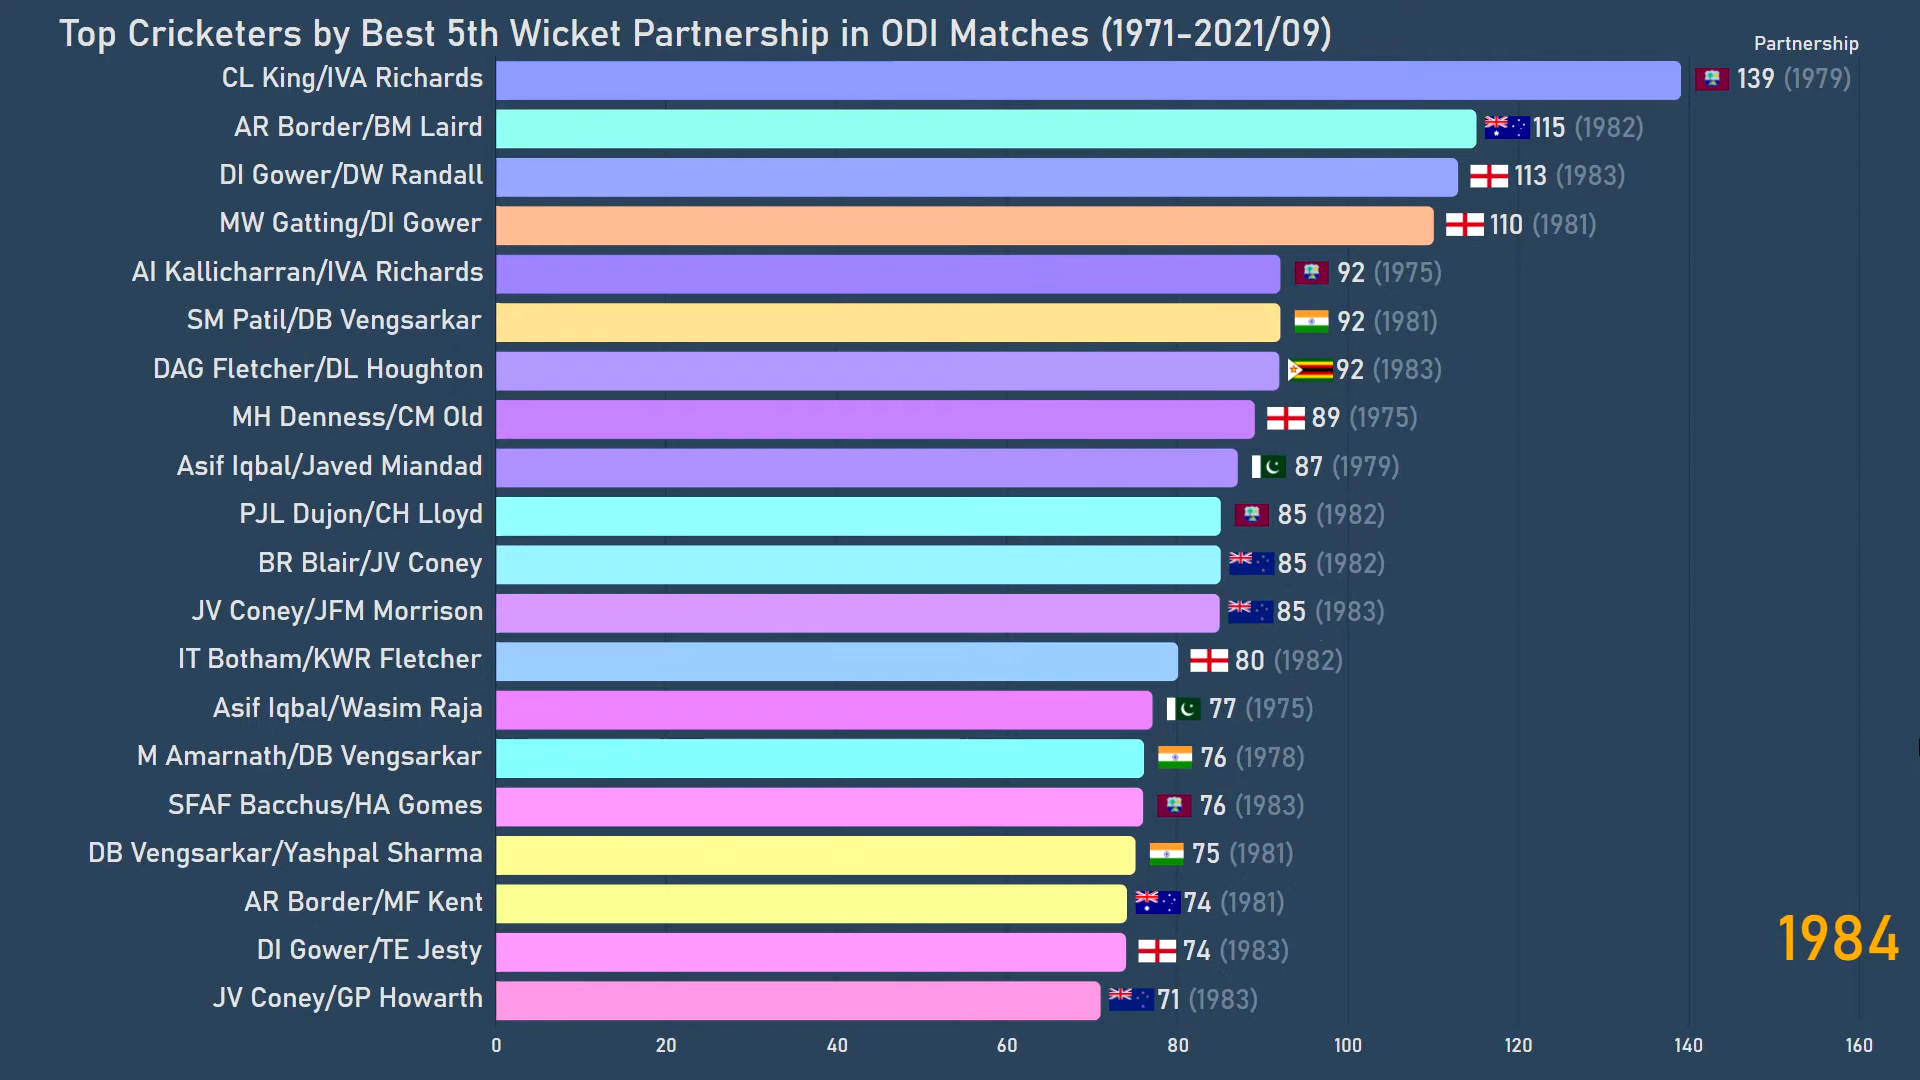 Top Cricketers by Best 5th Wicket Partnership in ODI Matches (1971-2021/09)
Partnership
CL King/IVA Richards 139 (1979)
AR Border/BM Laird 115 (1982)
DI Gower/DW Randall 113 (1983)
MW Gatting/DI Gower 110 (1981)
AI Kallicharran/IVA Richards 92 (1975)
SM Patil/DB Vengsarkar 92 (1981)
DAG Fletcher/DL Houghton 92 (1983)
MH Denness/CM Old 89 (1975)
Asif Iqbal/Javed Miandad 87 (1979)
PJL Dujon/CH Lloyd 85 (1982)
BR Blair/JV Coney 85 (1982)
JV Coney/JFM Morrison 85 (1983)
IT Botham/KWR Fletcher 80 (1982)
Asif Iqbal/Wasim Raja 77 (1975)
M Amarnath/DB Vengsarkar 76 (1978)
SFAF Bacchus/HA Gomes 76 (1983)
DB Vengsarkar/Yashpal Sharma 75 (1981)
AR Border/MF Kent 74 (1981)
DI Gower/TE Jesty 74 (1983)
JV Coney/GP Howarth 71 (1983)
1984
0 20 40 60 80 100 120 140 160